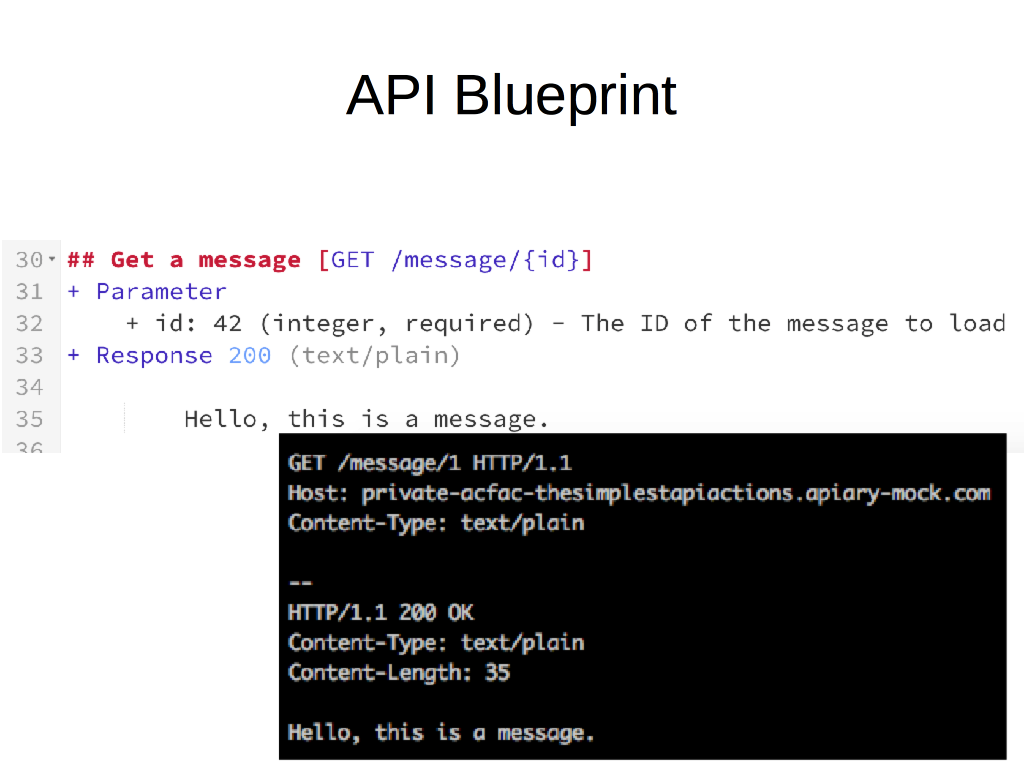 API Blueprint
30 ## Get a message [GET /message/{id}]
31 + Parameter
32 + id: 42 (integer, required) - The ID of the message to load
33 + Response 200 (text/plain)
34
35 Hello, this is a message.
36
GET /message/1 HTTP/1.1
Host: private-acfac-thesimplestapiactions.apiary-mock.com
Content-Type: text/plain
--
HTTP/1.1 200 OK
Content-Type: text/plain
Content-Length: 35
Hello, this is a message.